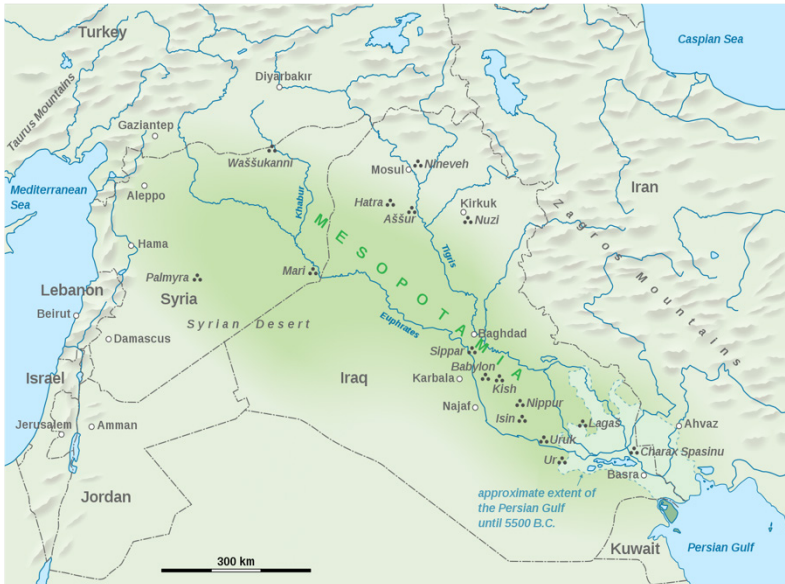 Turkey
Caspian Sea
Diyarbakır
Taurus Mountains
Gaziantep
Waššukanni
Nineveh
Mosul
Mediterranean
Sea
Aleppo
Iran
Khabur
Hatra
Aššur
Kirkuk
Nuzi
Zagros Mountains
MESOPOTAMIA
Hama
Tigris
Palmyra
Mari
Lebanon
Syria
Beirut
Syrian Desert
Euphrates
Baghdad
Damascus
Sippar
Israel
Iraq
Babylon
Karbala
Kish
Najaf
Nippur
Isin
Lagas
Ahvaz
Jerusalem
Amman
Uruk
Charax Spasinu
Ur
Basra
Jordan
approximate extent of
the Persian Gulf
until 5500 B.C.
Kuwait
Persian Gulf
300 km